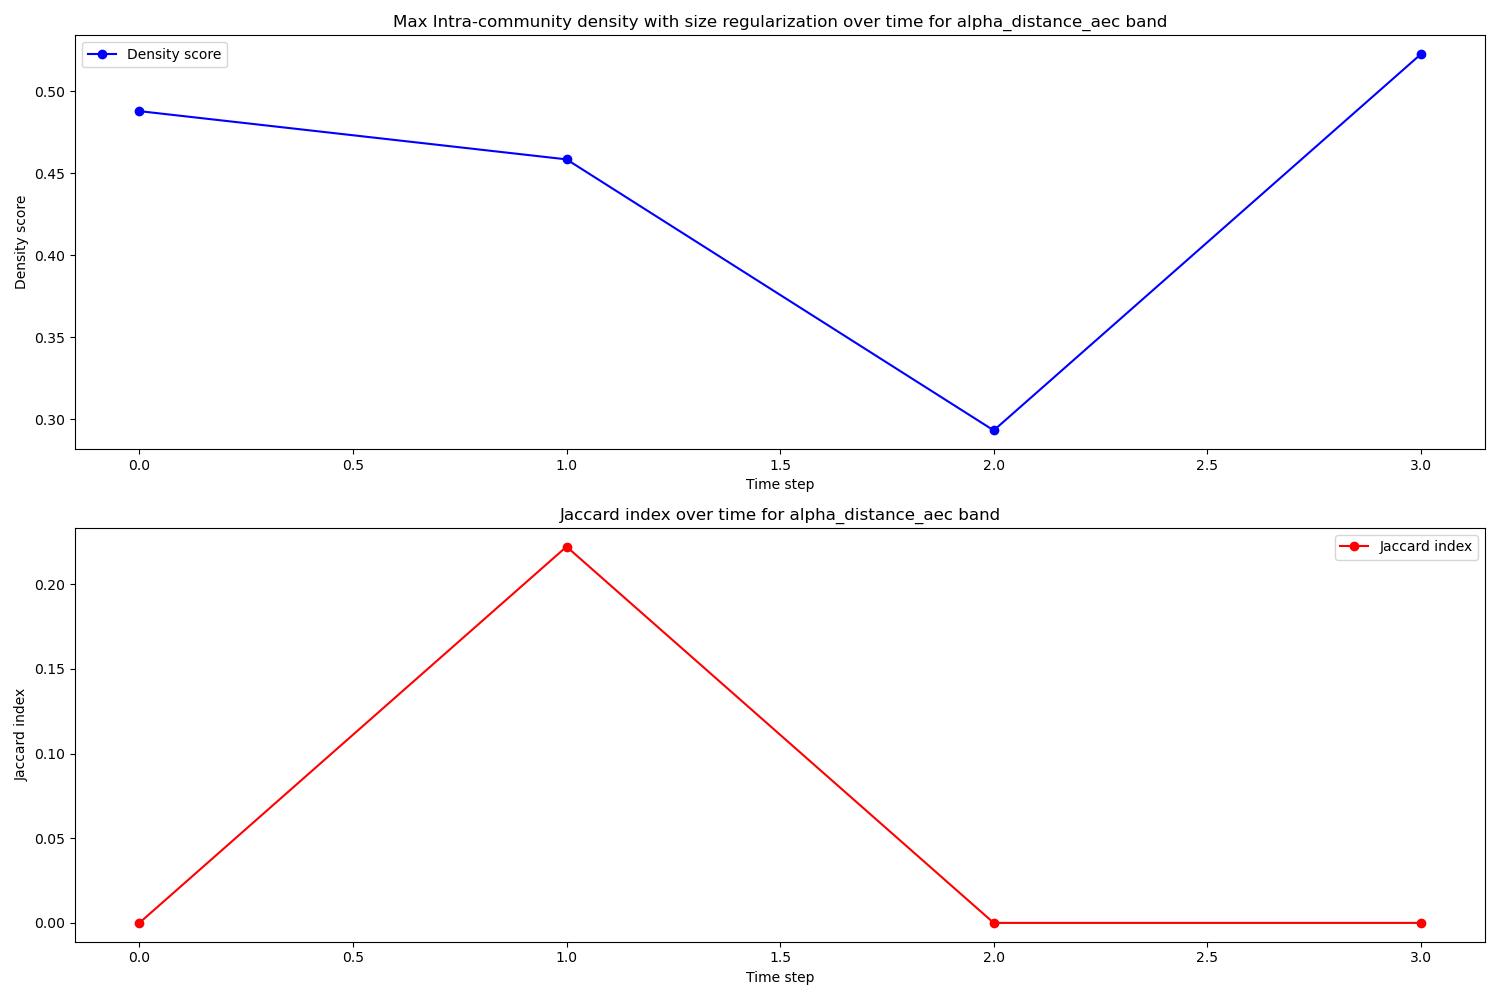 Max Intra-community density with size regularization over time for alpha_distance_aec band
Density score
Density score
0.50
0.45
0.40
0.35
0.30
0.0 0.5 1.0 1.5 2.0 2.5 3.0
Time step
Jaccard index over time for alpha_distance_aec band
Jaccard index
Jaccard index
0.20
0.15
0.10
0.05
0.00
0.0 0.5 1.0 1.5 2.0 2.5 3.0
Time step